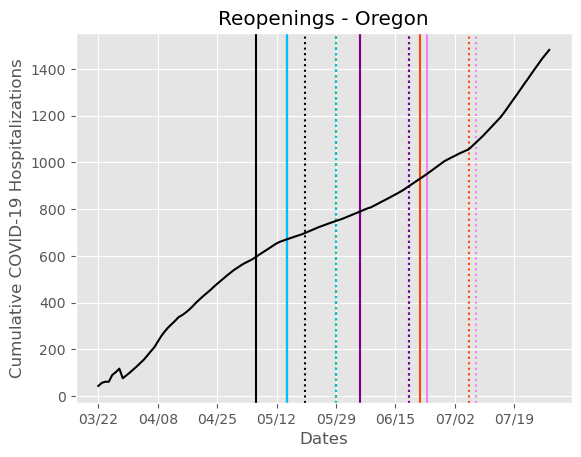 Reopenings - Oregon
Cumulative COVID-19 Hospitalizations
1400
1200
1000
800
600
400
200
0
03/22 04/08 04/25 05/12 05/29 06/15 07/02 07/19
Dates